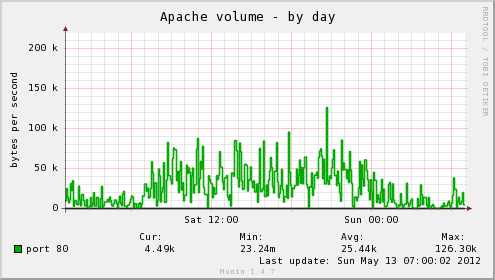 Apache volume - by day
RRDTOOL / TOBI OETIKER
bytes per second
200 k
150 k
100 k
50 k
0
Sat 12:00 Sun 00:00
Cur: Min: Avg: Max:
port 80 4.49k 23.24m 25.44k 126.30k
Last update: Sun May 13 07:00:02 2012
Munin 1.4.7